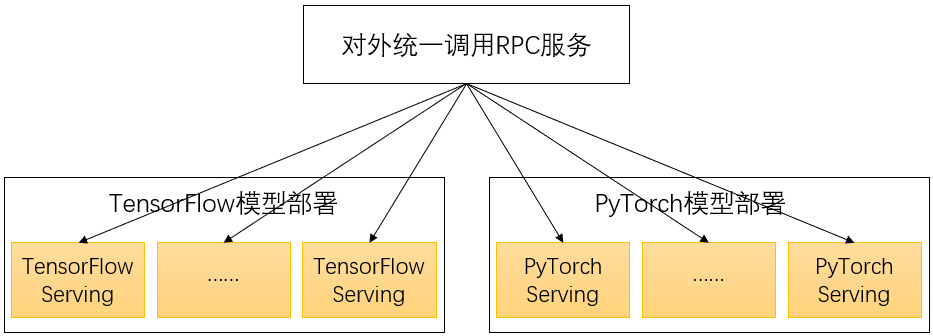 对外统一调用RPC服务
TensorFlow模型部署
TensorFlow
Serving
......
TensorFlow
Serving
PyTorch模型部署
PyTorch
Serving
......
PyTorch
Serving